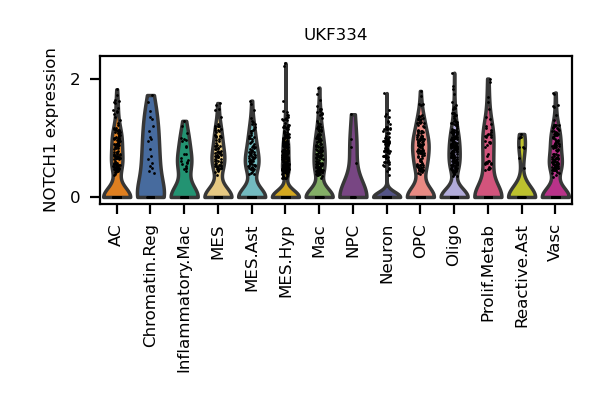 UKF334
NOTCH1 expression
2
0
AC
Chromatin.Reg
Inflammatory.Mac
MES
MES.Ast
MES.Hyp
Mac
NPC
Neuron
OPC
Oligo
Prolif.Metab
Reactive.Ast
Vasc